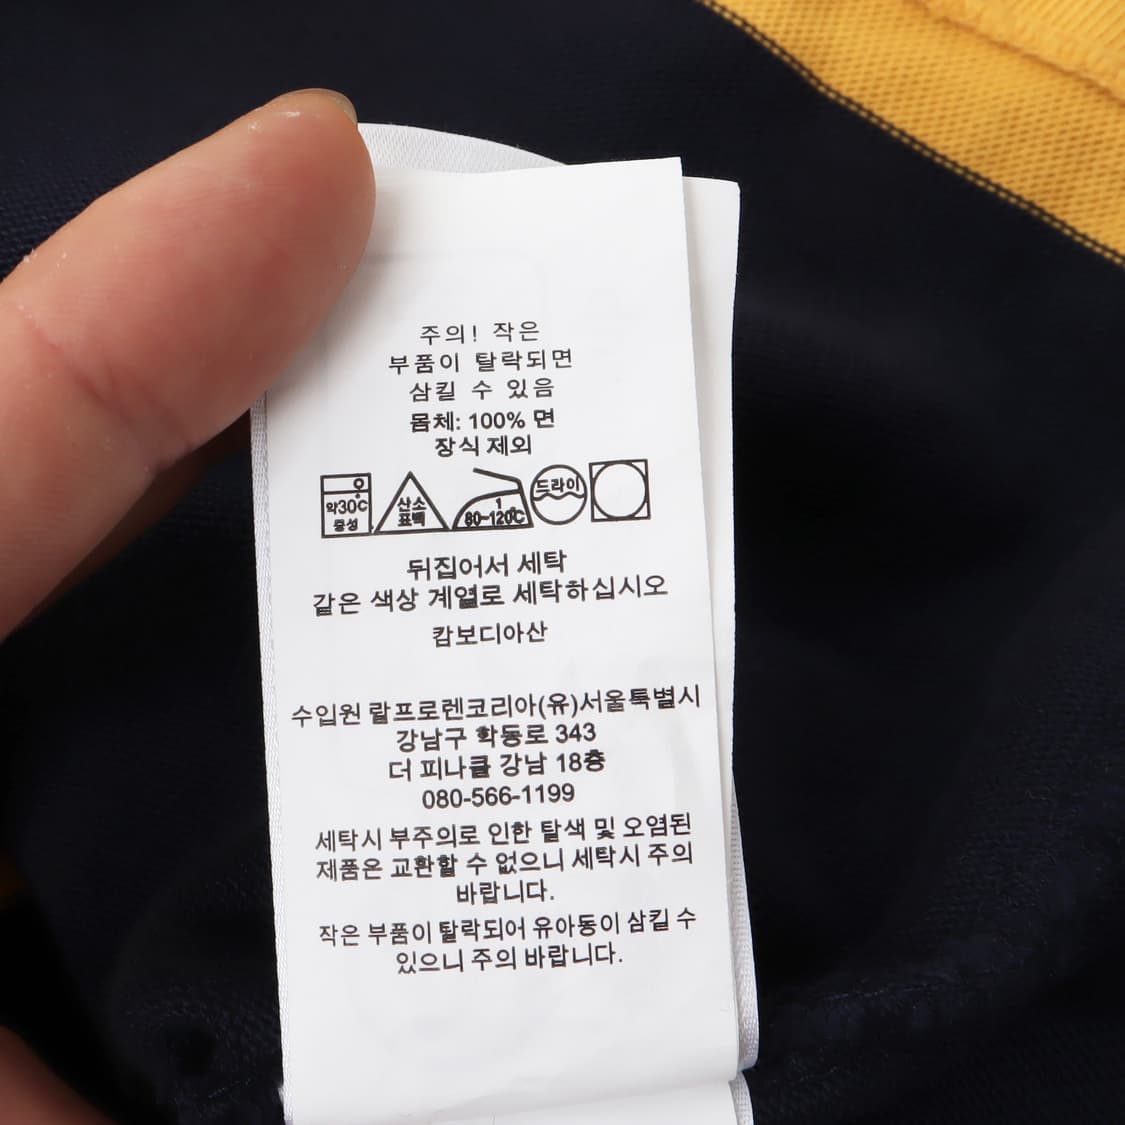 주의! 작은
부품이 탈락되면
삼킬 수 있음
몸체: 100% 면
장식 제외
약30℃
중성
산소
표백
1
80~120℃
드라이
뒤집어서 세탁
같은 색상 계열로 세탁하십시오
캄보디아산
수입원 랄프로렌코리아(유)서울특별시
강남구 학동로 343
더 피나클 강남 18층
080-566-1199
세탁시 부주의로 인한 탈색 및 오염된
제품은 교환할 수 없으니 세탁시 주의
바랍니다.
작은 부품이 탈락되어 유아동이 삼킬 수
있으니 주의 바랍니다.